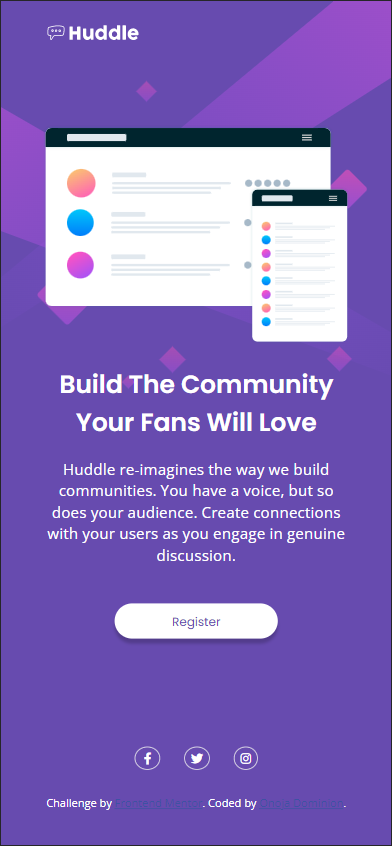 Huddle
Build The Community
Your Fans Will Love
Huddle re-imagines the way we build
communities. You have a voice, but so
does your audience. Create connections
with your users as you engage in genuine
discussion.
Register
Challenge by Frontend Mentor. Coded by